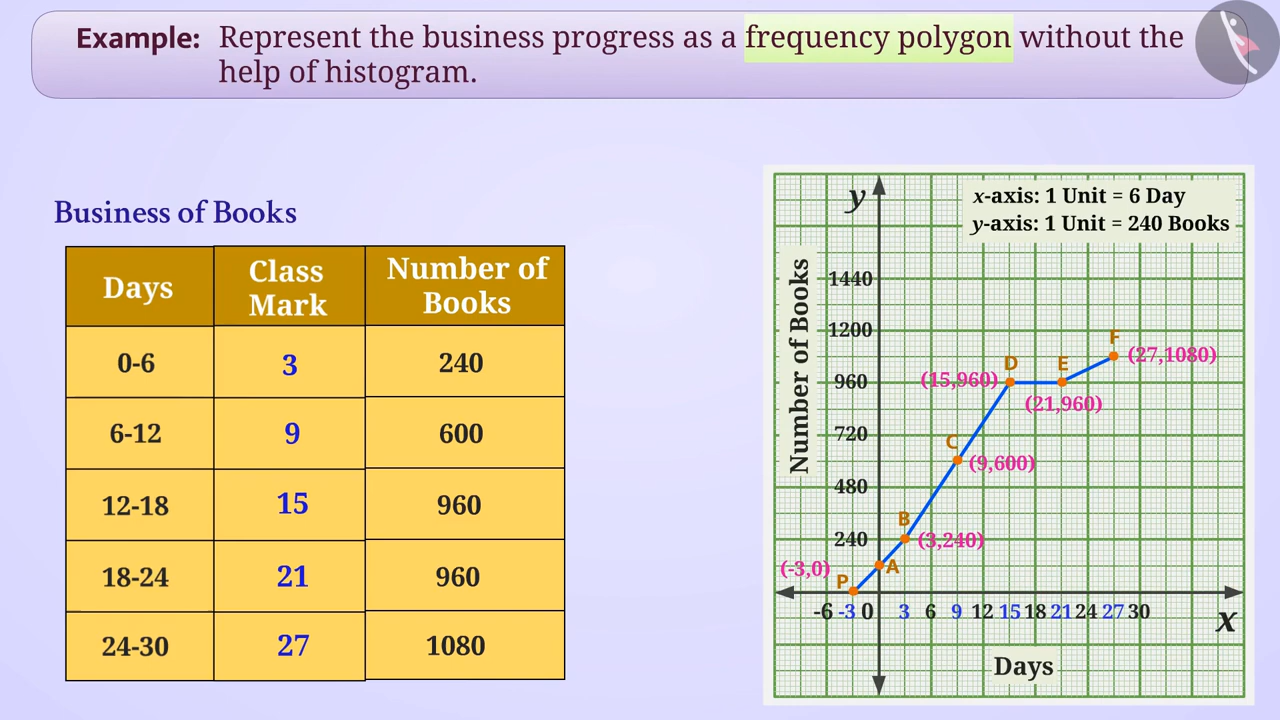 Example: Represent the business progress as a frequency polygon without the
help of histogram.
Business of Books
Days Class Mark Number of Books
0-6 3 240
6-12 9 600
12-18 15 960
18-24 21 960
24-30 27 1080
y
x-axis: 1 Unit = 6 Day
y-axis: 1 Unit = 240 Books
Number of Books
1440
1200
960
720
480
240
F
(27,1080)
D
E
(15,960)
(21,960)
C
(9,600)
B
(3,240)
(-3,0)
P
A
-6 -3 0 3 6 9 12 15 18 21 24 27 30
x
Days